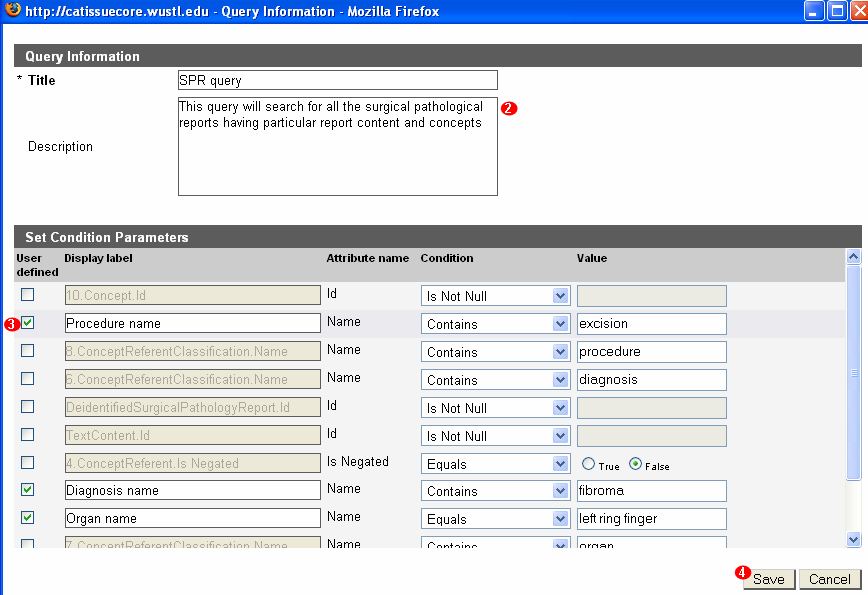 http://catissuecore.wustl.edu - Query Information - Mozilla Firefox
Query Information
* Title SPR query
This query will search for all the surgical pathological 2
reports having particular report content and concepts
Description
Set Condition Parameters
User Display label Attribute name Condition Value
defined
10.Concept.Id Id Is Not Null
3 Procedure name Name Contains excision
8.ConceptReferentClassification.Name Name Contains procedure
6.ConceptReferentClassification.Name Name Contains diagnosis
DeidentifiedSurgicalPathologyReport.Id Id Is Not Null
TextContent.Id Id Is Not Null
4.ConceptReferent.Is Negated Is Negated Equals True False
Diagnosis name Name Contains fibroma
Organ name Name Equals left ring finger
7.ConceptReferentClassification.Name Name Contains organ
4 Save Cancel